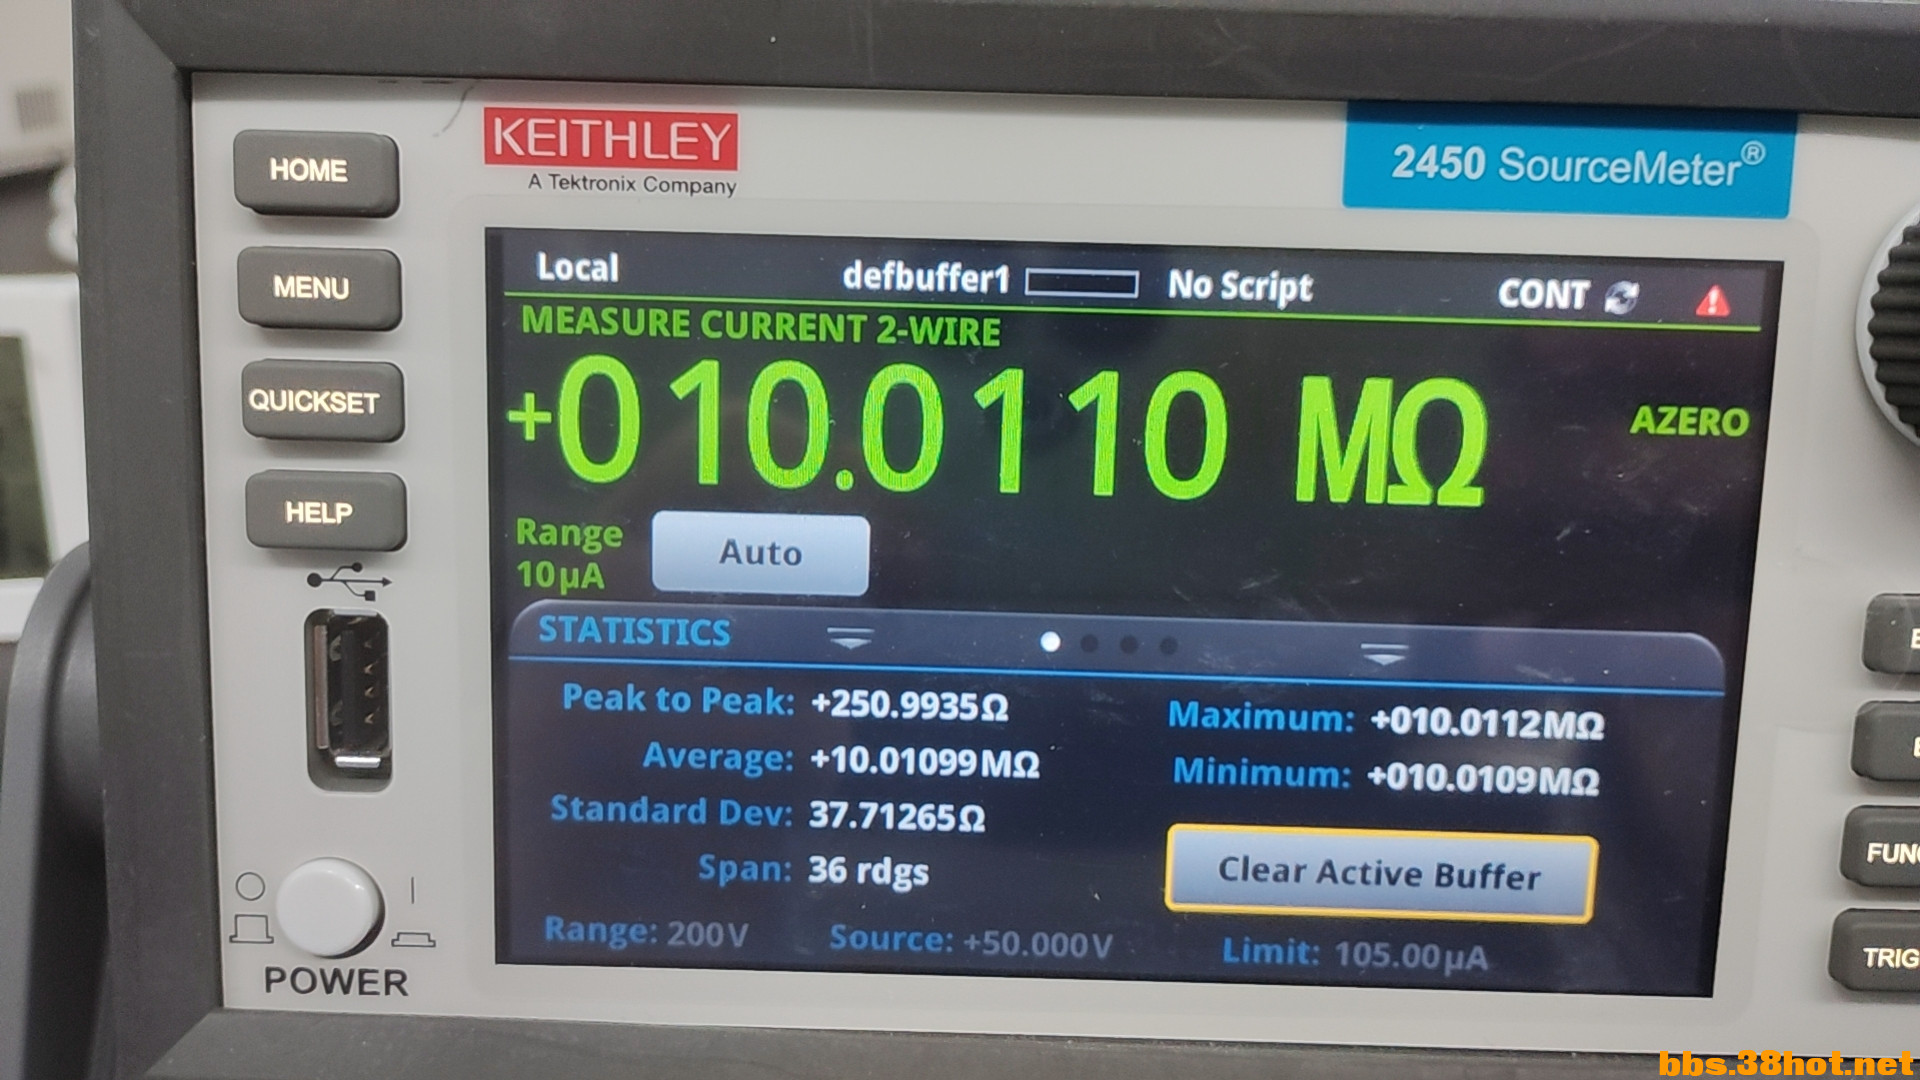 KEITHLEY
A Tektronix Company
2450 SourceMeter®
HOME
MENU
QUICKSET
HELP
POWER
Local defbuffer1 No Script CONT
MEASURE CURRENT 2-WIRE
+010.0110 MΩ
AZERO
Range
10µA
Auto
STATISTICS
Peak to Peak: +250.9935Ω
Average: +10.01099MΩ
Standard Dev: 37.71265Ω
Span: 36 rdgs
Maximum: +010.0112MΩ
Minimum: +010.0109MΩ
Clear Active Buffer
Range: 200V Source: +50.000V Limit: 105.00µA
FUNC
TRIG
bbs.38hot.net